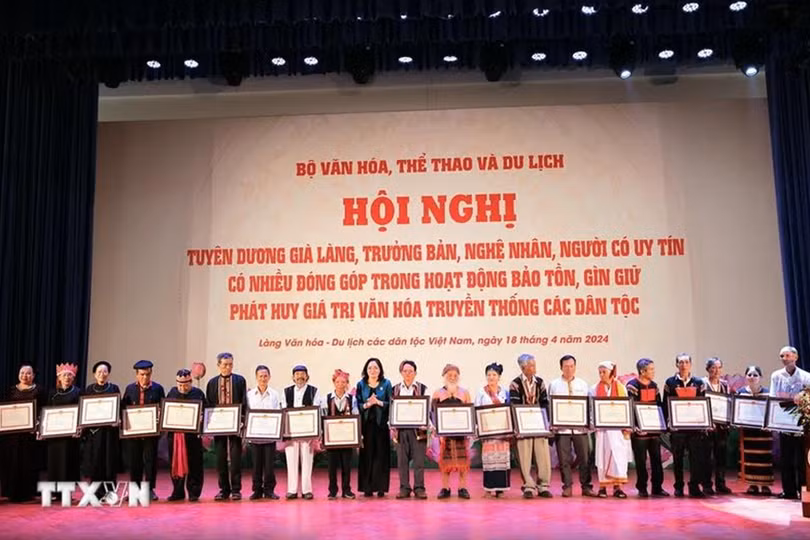 BỘ VĂN HÓA, THỂ THAO VÀ DU LỊCH
HỘI NGHỊ
TUYÊN DƯƠNG GIÀ LÀNG, TRƯỞNG BẢN, NGHỆ NHÂN, NGƯỜI CÓ UY TÍN
CÓ NHIỀU ĐÓNG GÓP TRONG HOẠT ĐỘNG BẢO TỒN, GÌN GIỮ
PHÁT HUY GIÁ TRỊ VĂN HÓA TRUYỀN THỐNG CÁC DÂN TỘC
Làng Văn hóa - Du lịch các dân tộc Việt Nam, ngày 18 tháng 4 năm 2024
TTXVN